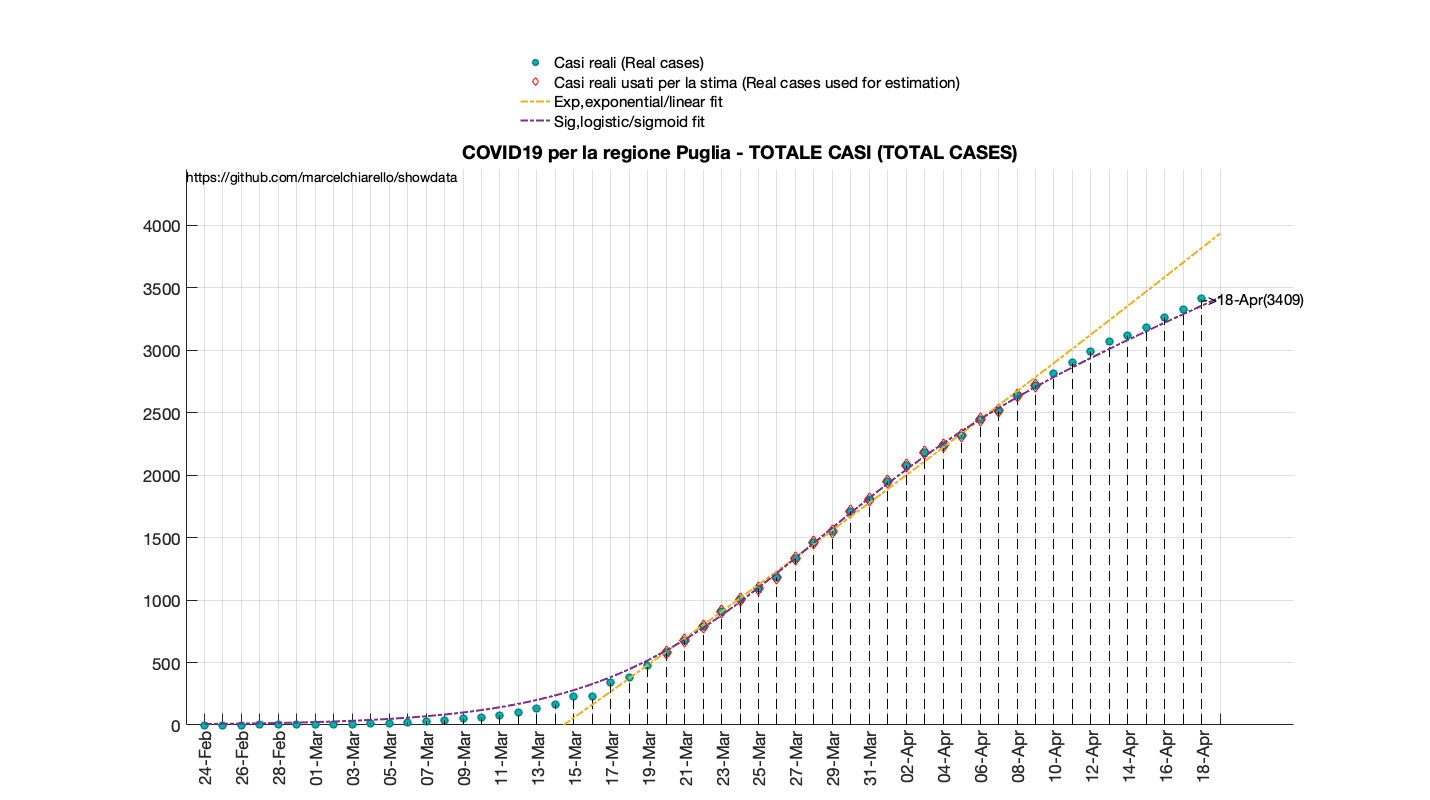 Casi reali (Real cases)
Casi reali usati per la stima (Real cases used for estimation)
Exp,exponential/linear fit
Sig,logistic/sigmoid fit
COVID19 per la regione Puglia - TOTALE CASI (TOTAL CASES)
https://github.com/marcelchiarello/showdata
4000
3500
18-Apr(3409)
3000
2500
2000
1500
1000
500
0
24-Feb
26-Feb
28-Feb
01-Mar
03-Mar
05-Mar
07-Mar
09-Mar
11-Mar
13-Mar
15-Mar
17-Mar
19-Mar
21-Mar
23-Mar
25-Mar
27-Mar
29-Mar
31-Mar
02-Apr
04-Apr
06-Apr
08-Apr
10-Apr
12-Apr
14-Apr
16-Apr
18-Apr